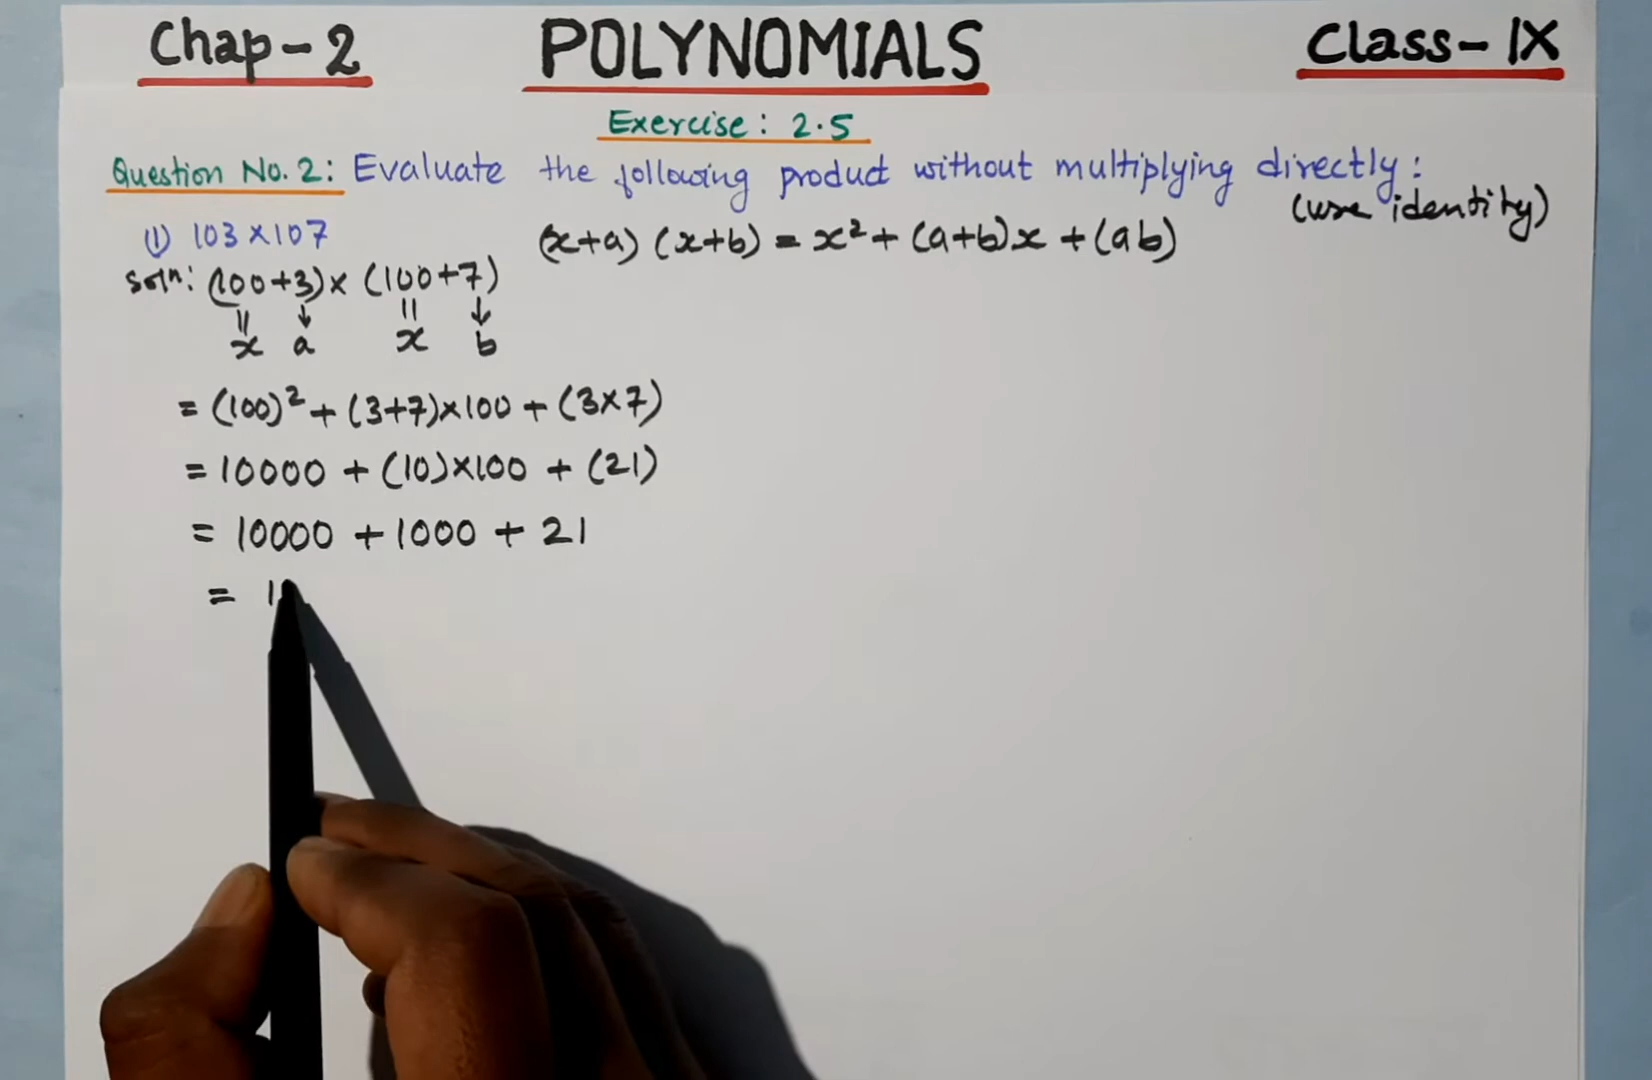 Chap-2 POLYNOMIALS Class-IX
Exercise: 2.5
Question No. 2: Evaluate the following product without multiplying directly:
(use identity)
(1) 103×107 (x+a) (x+b) = x² + (a+b)x + (ab)
Soln: (100+3)× (100+7)
= ↓ = ↓
x a x b
= (100)² + (3+7)×100 + (3×7)
= 10000 + (10)×100 + (21)
= 10000 + 1000 + 21
= 1